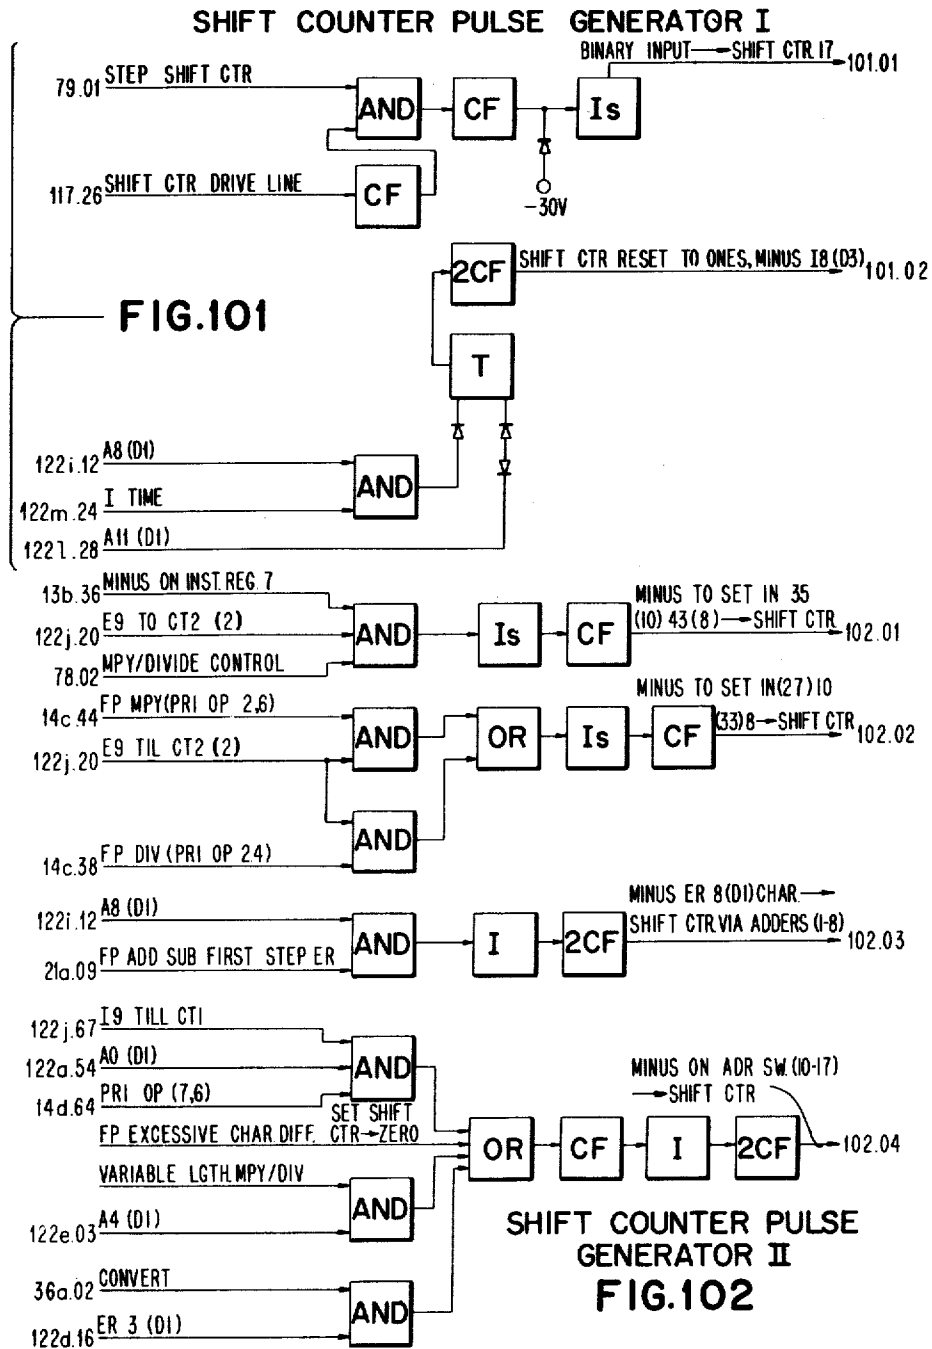 SHIFT COUNTER PULSE GENERATOR I
BINARY INPUT → SHIFT CTR 17
101.01
79.01 STEP SHIFT CTR
AND
CF
Is
117.26 SHIFT CTR DRIVE LINE
CF
-30V
2CF
SHIFT CTR RESET TO ONES, MINUS I8 (D3)
101.02
FIG.101
T
122i.12 A8 (D1)
122m.24 I TIME
AND
122l.28 A11 (D1)
13b.36 MINUS ON INST. REG. 7
122j.20 E9 TO CT2 (2)
78.02 MPY/DIVIDE CONTROL
AND
Is
CF
MINUS TO SET IN 35
(10) 43 (8) → SHIFT CTR
102.01
14c.44 FP MPY (PRI OP 2,6)
122j.20 E9 TIL CT2 (2)
AND
OR
Is
CF
MINUS TO SET IN (27) 10
(33) 8 → SHIFT CTR
102.02
AND
14c.38 FP DIV (PRI OP 2.4)
122i.12 A8 (D1)
21a.09 FP ADD SUB FIRST STEP ER
AND
I
2CF
MINUS ER 8 (D1) CHAR. →
SHIFT CTR. VIA ADDERS (1-8)
102.03
122j.67 I9 TILL CT1
122a.54 A0 (D1)
14d.64 PRI OP (7,6)
AND
FP EXCESSIVE CHAR. DIFF. SET SHIFT
CTR → ZERO
VARIABLE LGTH. MPY/DIV
122e.03 A4 (D1)
AND
36a.02 CONVERT
122d.16 ER 3 (D1)
AND
OR
CF
I
2CF
MINUS ON ADR SW. (10-17)
→ SHIFT CTR
102.04
SHIFT COUNTER PULSE
GENERATOR II
FIG.102